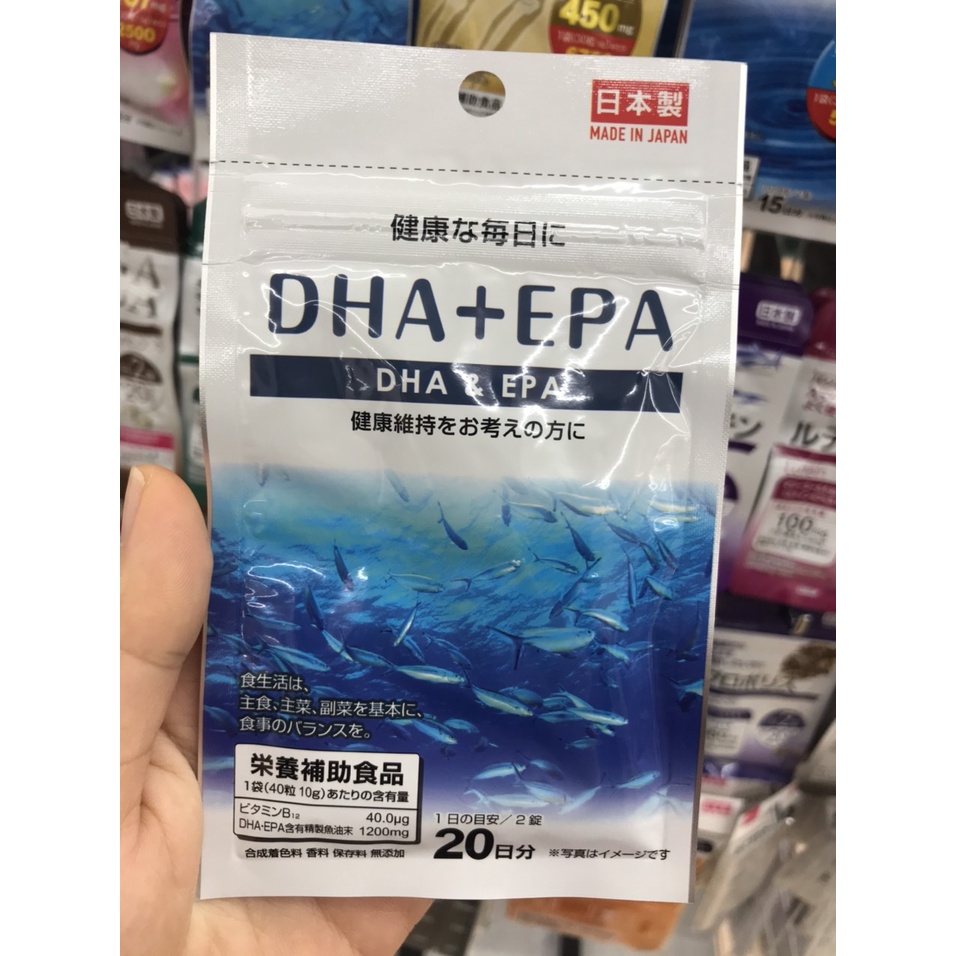 450mg
日本製
MADE IN JAPAN
健康な毎日に
DHA+EPA
DHA & EPA
健康維持をお考えの方に
食生活は、
主食、主菜、副菜を基本に、
食事のバランスを。
栄養補助食品
1袋(40粒 10g)あたりの含有量
ビタミンB12 40.0μg
DHA・EPA含有精製魚油末 1200mg
合成着色料 香料 保存料 無添加
1日の目安/2錠
20日分
※写真はイメージです
日本製
100mg